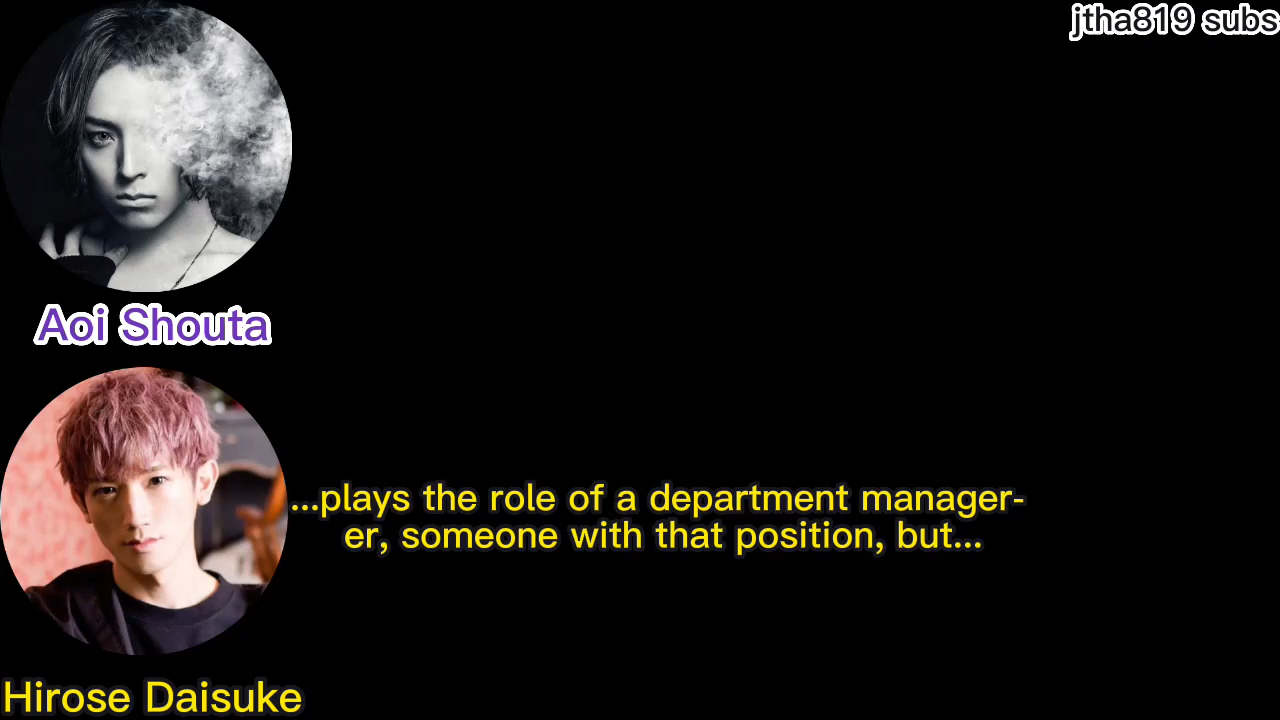 jtha819 subs
Aoi Shouta
...plays the role of a department manager-
er, someone with that position, but...
Hirose Daisuke